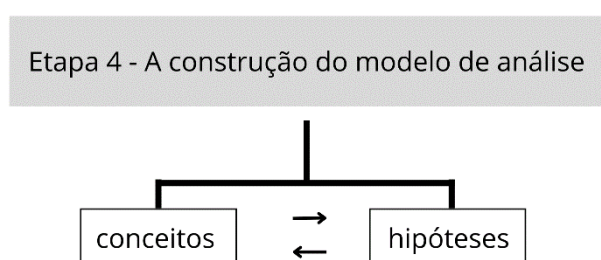 Etapa 4 - A construção do modelo de análise
conceitos → hipóteses
←